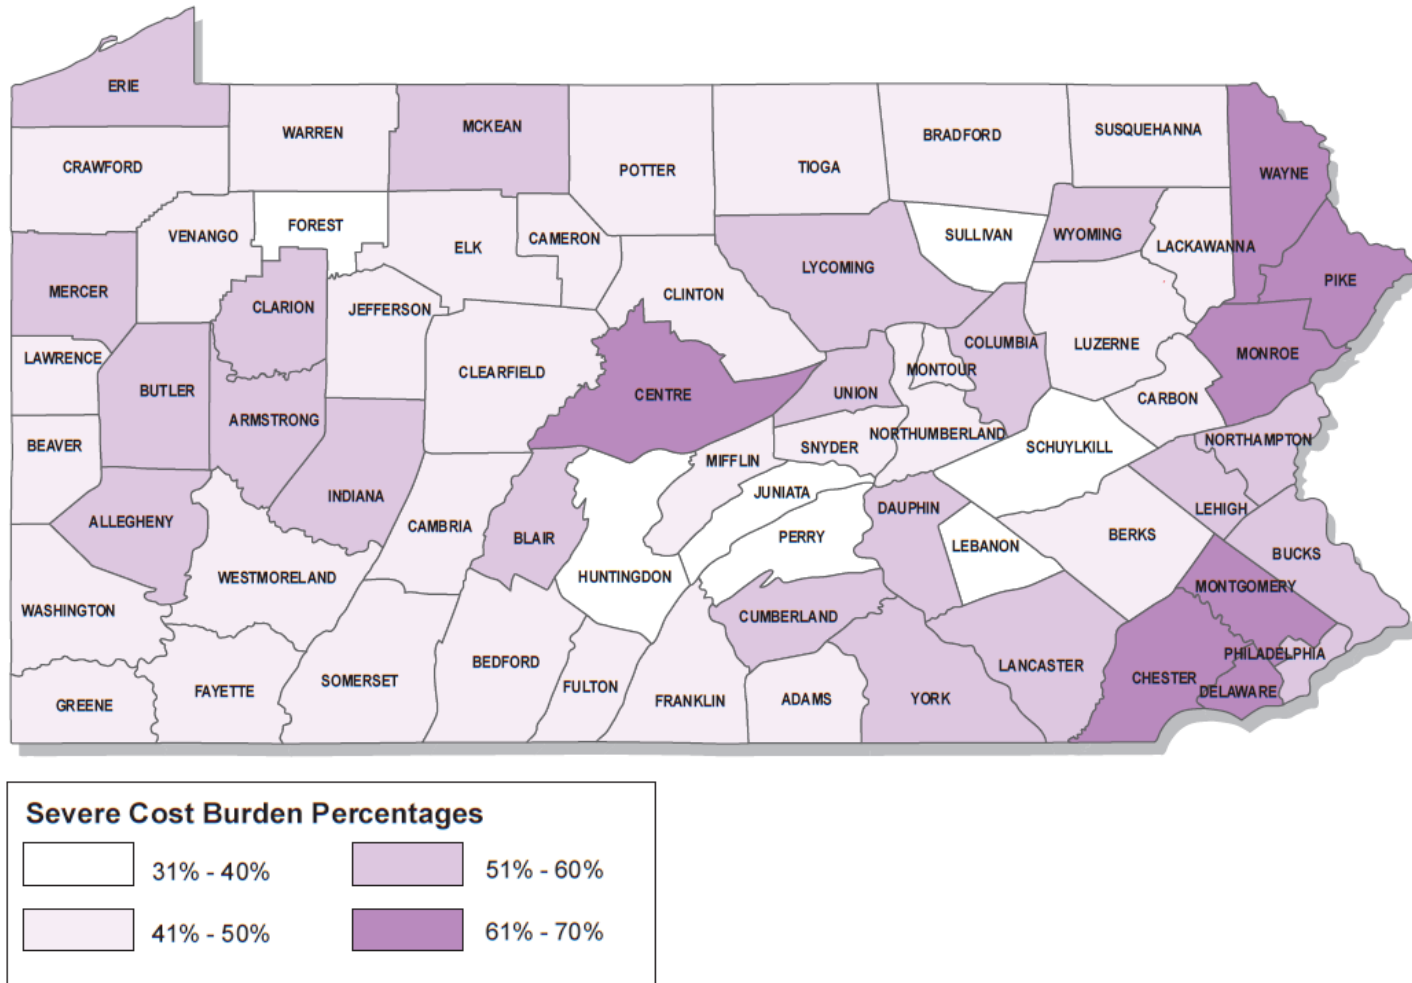 ERIE
WARREN
MCKEAN
POTTER
TIOGA
BRADFORD
SUSQUEHANNA
WAYNE
CRAWFORD
FOREST
VENANGO
ELK
CAMERON
SULLIVAN
WYOMING
LACKAWANNA
LYCOMING
PIKE
MERCER
CLARION
JEFFERSON
CLINTON
COLUMBIA
LUZERNE
MONROE
LAWRENCE
BUTLER
CLEARFIELD
CENTRE
MONTOUR
CARBON
UNION
ARMSTRONG
BEAVER
NORTHUMBERLAND
SNYDER
SCHUYLKILL
NORTHAMPTON
MIFFLIN
INDIANA
JUNIATA
DAUPHIN
LEHIGH
ALLEGHENY
CAMBRIA
BLAIR
PERRY
LEBANON
BERKS
BUCKS
WESTMORELAND
HUNTINGDON
MONTGOMERY
WASHINGTON
CUMBERLAND
PHILADELPHIA
BEDFORD
LANCASTER
CHESTER
SOMERSET
FULTON
FAYETTE
DELAWARE
GREENE
FRANKLIN
ADAMS
YORK
Severe Cost Burden Percentages
31% - 40%
51% - 60%
41% - 50%
61% - 70%